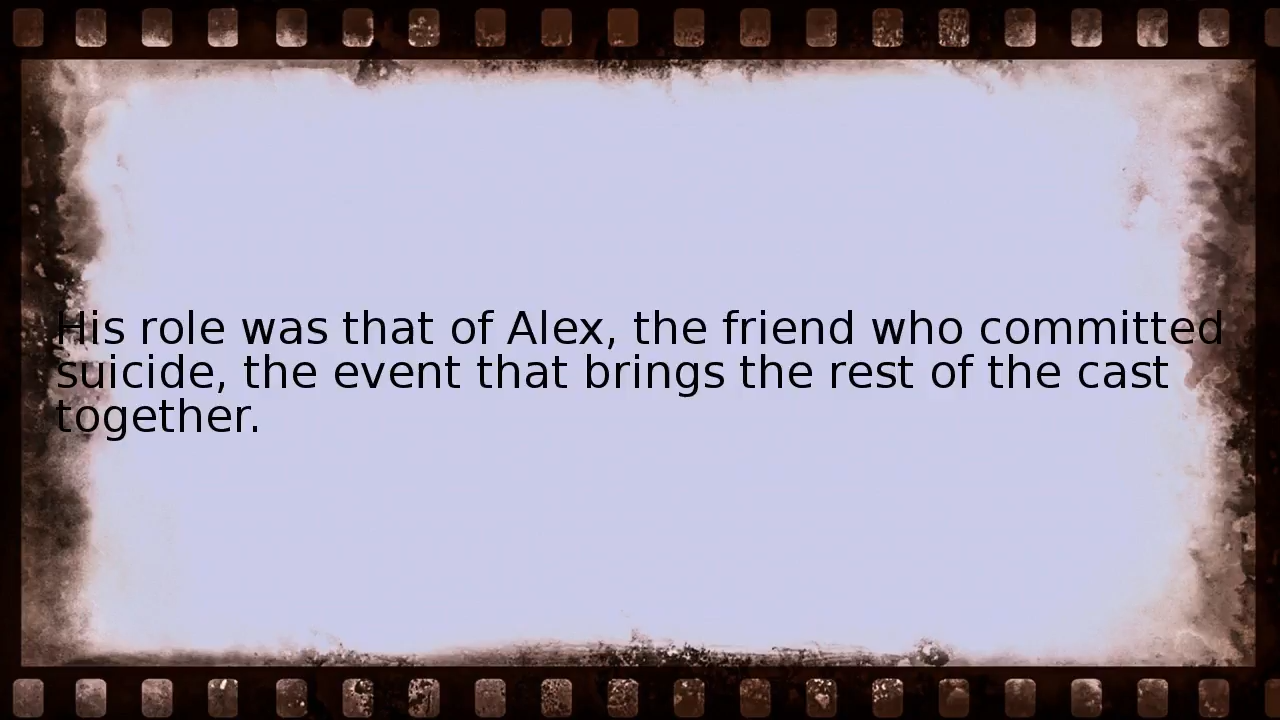 His role was that of Alex, the friend who committed
suicide, the event that brings the rest of the cast
together.